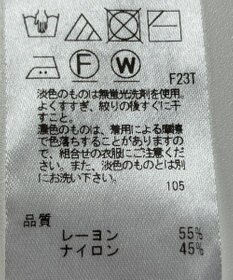 F W
F23T
淡色のものは無蛍光洗剤を使用。
よくすすぎ、絞りの後すぐに干
すこと。
濃色のものは、着用による摩擦
で色落ちすることがありますの
で、組合せの衣服にご注意くだ
さい。また、淡色のものとは別
にお洗い下さい。
105
品質
レーヨン 55%
ナイロン 45%